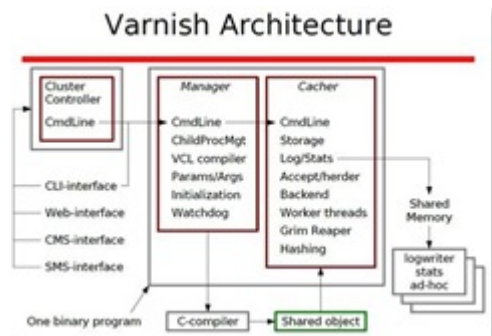 Varnish Architecture
Cluster
Controller
CmdLine
CLI-interface
Web-interface
CMS-interface
SMS-interface
One binary program
Manager
CmdLine
ChildProcMgt
VCL compiler
Params/Args
Initialization
Watchdog
Cacher
CmdLine
Storage
Log/Stats
Accept/herder
Backend
Worker threads
Grim Reaper
Hashing
Shared
Memory
logwriter
stats
ad-hoc
C-compiler
Shared object